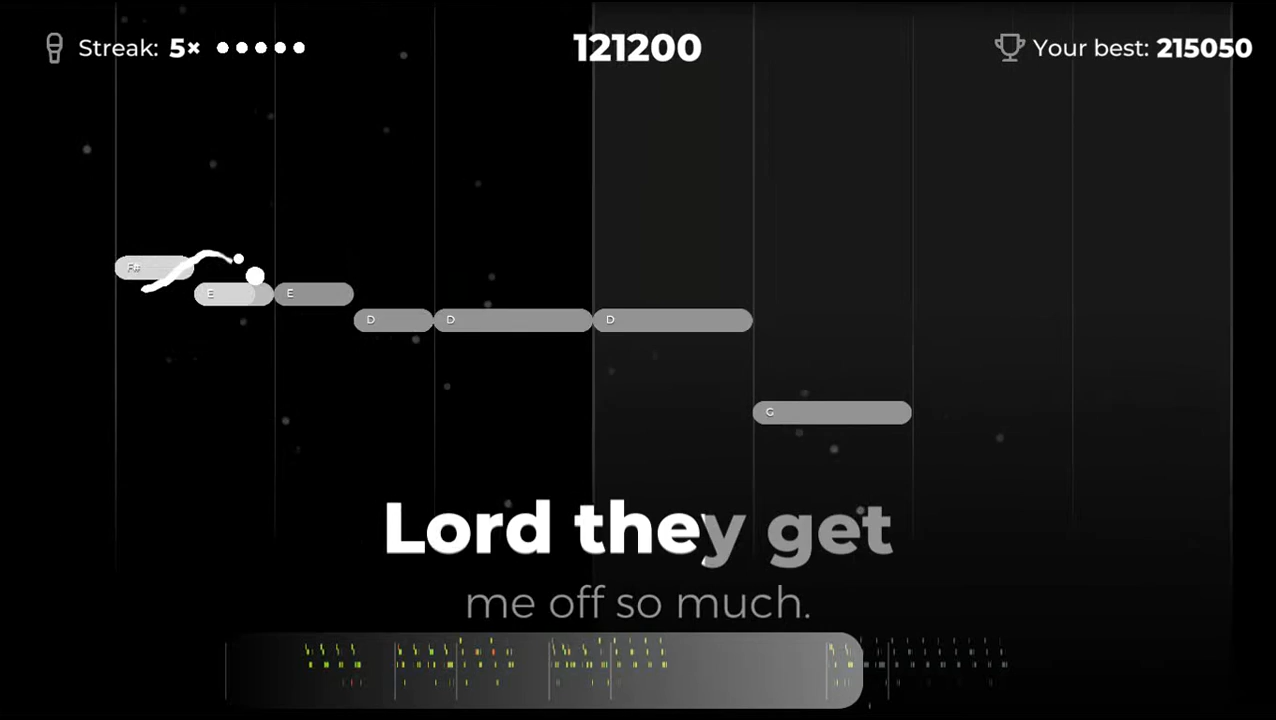 Streak: 5× 121200 Your best: 215050
F#
E E
D D D
G
Lord they get
me off so much.